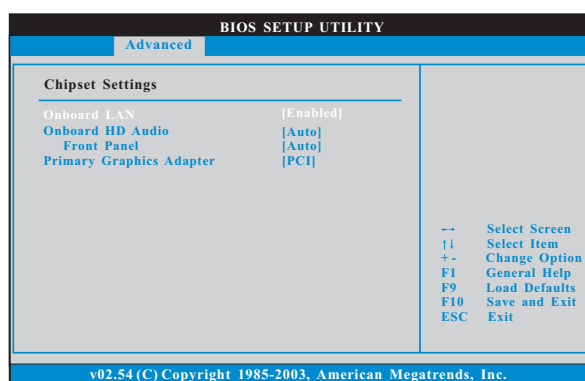 BIOS SETUP UTILITY
Advanced
Chipset Settings
Onboard LAN [Enabled]
Onboard HD Audio [Auto]
Front Panel [Auto]
Primary Graphics Adapter [PCI]
←→ Select Screen
↑↓ Select Item
+ - Change Option
F1 General Help
F9 Load Defaults
F10 Save and Exit
ESC Exit
v02.54 (C) Copyright 1985-2003, American Megatrends, Inc.